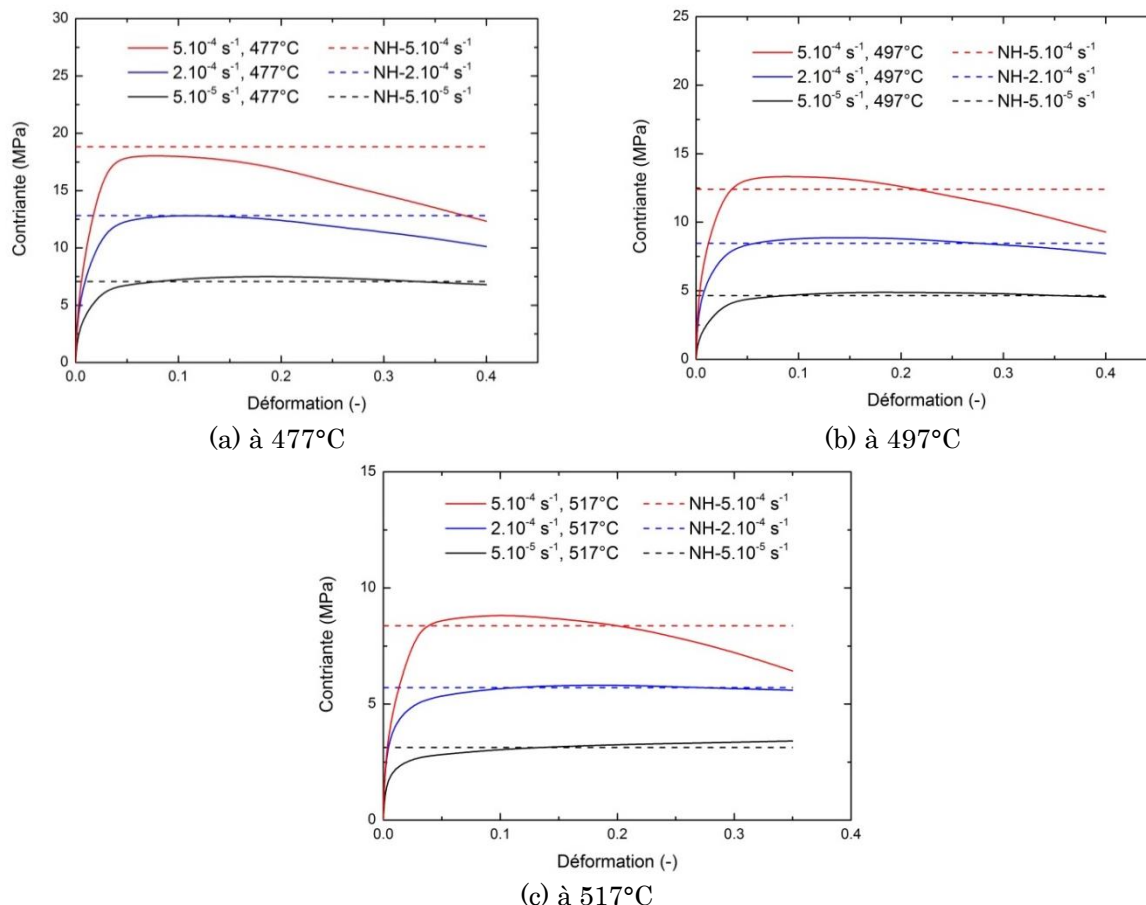 30
25
20
15
10
5
0
Contriante (MPa)
5.10⁻⁴ s⁻¹, 477°C NH-5.10⁻⁴ s⁻¹
2.10⁻⁴ s⁻¹, 477°C NH-2.10⁻⁴ s⁻¹
5.10⁻⁵ s⁻¹, 477°C NH-5.10⁻⁵ s⁻¹
0.0 0.1 0.2 0.3 0.4
Déformation (-)
(a) à 477°C
25
20
15
10
5
0
Contriante (MPa)
5.10⁻⁴ s⁻¹, 497°C NH-5.10⁻⁴ s⁻¹
2.10⁻⁴ s⁻¹, 497°C NH-2.10⁻⁴ s⁻¹
5.10⁻⁵ s⁻¹, 497°C NH-5.10⁻⁵ s⁻¹
0.0 0.1 0.2 0.3 0.4
Déformation (-)
(b) à 497°C
15
10
5
0
Contriante (MPa)
5.10⁻⁴ s⁻¹, 517°C NH-5.10⁻⁴ s⁻¹
2.10⁻⁴ s⁻¹, 517°C NH-2.10⁻⁴ s⁻¹
5.10⁻⁵ s⁻¹, 517°C NH-5.10⁻⁵ s⁻¹
0.0 0.1 0.2 0.3 0.4
Déformation (-)
(c) à 517°C